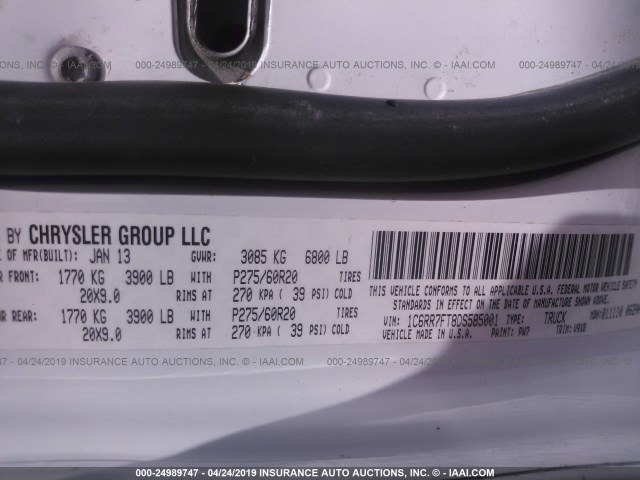 000-24989747 - 04/24/2019 INSURANCE AUTO AUCTIONS, INC. - © IAAI.COM
BY CHRYSLER GROUP LLC
OF MFR(BUILT): JAN 13 GVWR: 3085 KG 6800 LB
FRONT: 1770 KG 3900 LB WITH P275/60R20 TIRES
20X9.0 RIMS AT 270 KPA ( 39 PSI) COLD
REAR: 1770 KG 3900 LB WITH P275/60R20 TIRES
20X9.0 RIMS AT 270 KPA ( 39 PSI) COLD
THIS VEHICLE CONFORMS TO ALL APPLICABLE U.S.A. FEDERAL MOTOR VEHICLE SAFETY
STANDARDS IN EFFECT ON THE DATE OF MANUFACTURE SHOWN ABOVE.
VIN: 1C6RR7FT8DS585001 TYPE: TRUCK
VEHICLE MADE IN U.S.A. PAINT: PW7 TRIM:
000-24989747 - 04/24/2019 INSURANCE AUTO AUCTIONS, INC. - © IAAI.COM
000-24989747 - 04/24/2019 INSURANCE AUTO AUCTIONS, INC. - © IAAI.COM